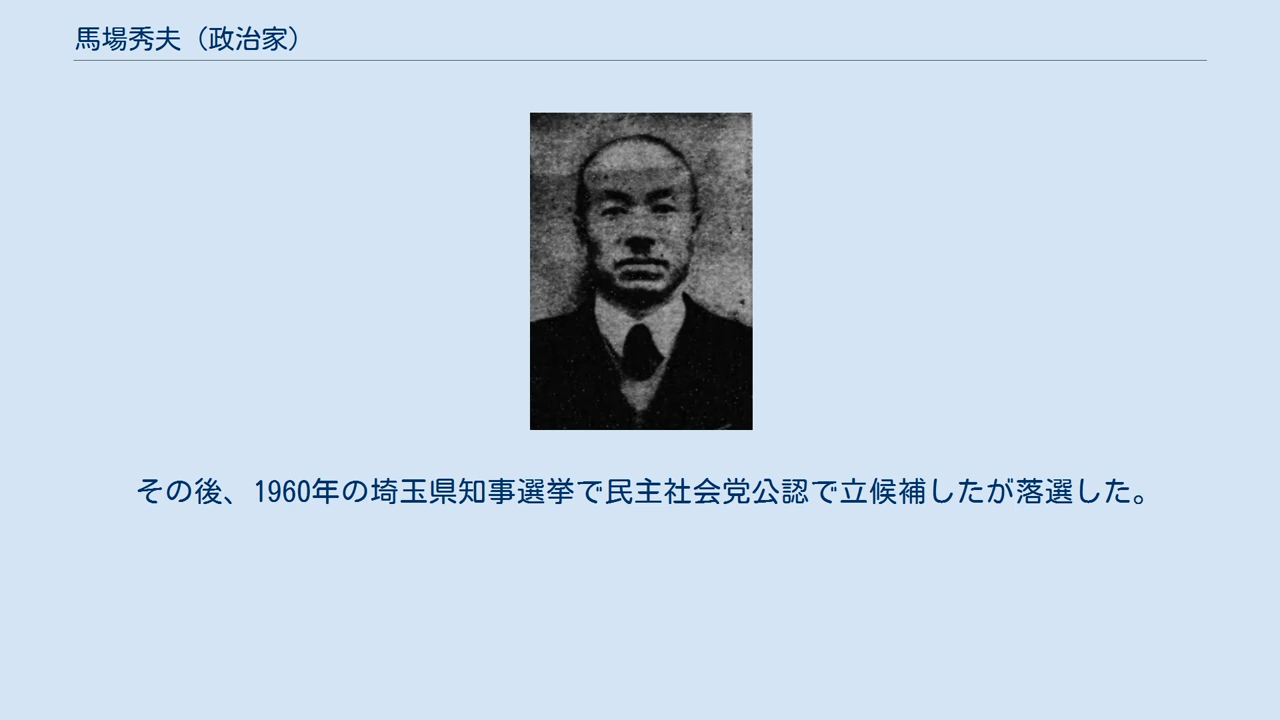 馬場秀夫（政治家）
その後、1960年の埼玉県知事選挙で民主社会党公認で立候補したが落選した。